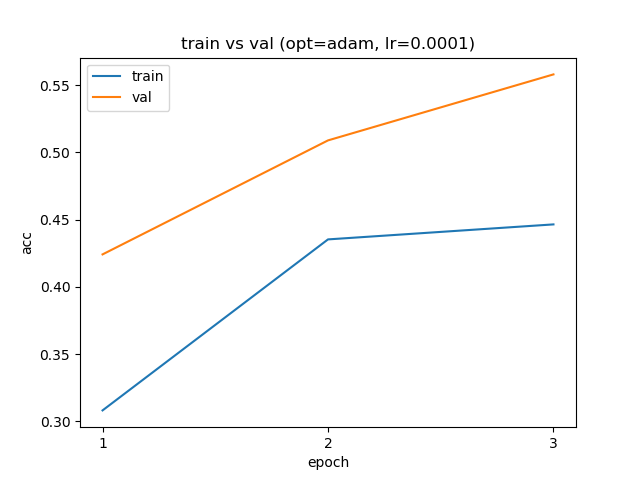 train vs val (opt=adam, lr=0.0001)
train
val
0.55
0.50
0.45
0.40
0.35
0.30
acc
1 2 3
epoch